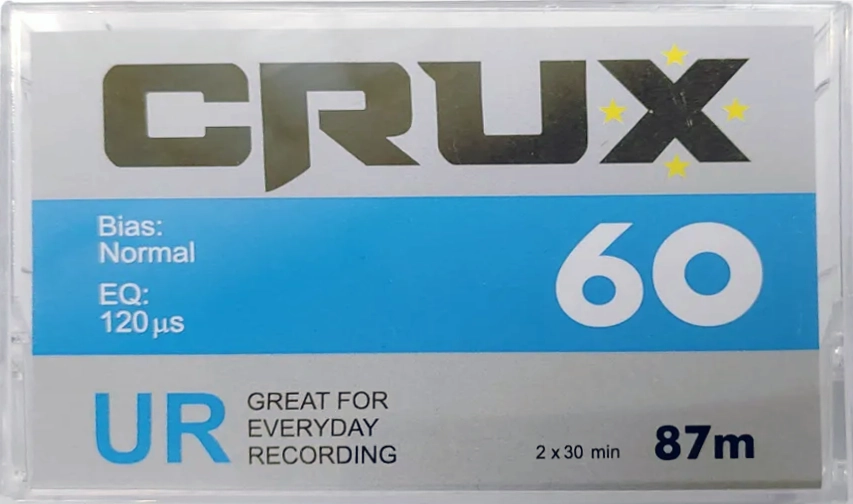 CRUX
Bias:
Normal
EQ:
120 µs
60
UR
GREAT FOR
EVERYDAY
RECORDING
2 x 30 min
87m